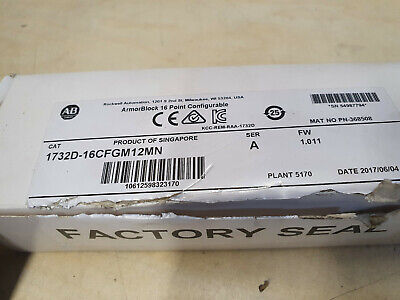 Rockwell Automation, 1201 S 2nd St, Milwaukee, WI 53204, USA
ArmorBlock 16 Point Configurable
AB
CE
25
KCC-REM-RAA-1732D
*SN 54987794*
MAT NO PN-368508
CAT
PRODUCT OF SINGAPORE
SER
FW
1732D-16CFGM12MN
A
1.011
10612598323170
PLANT 5170
DATE 2017/06/04
FACTORY SEAL